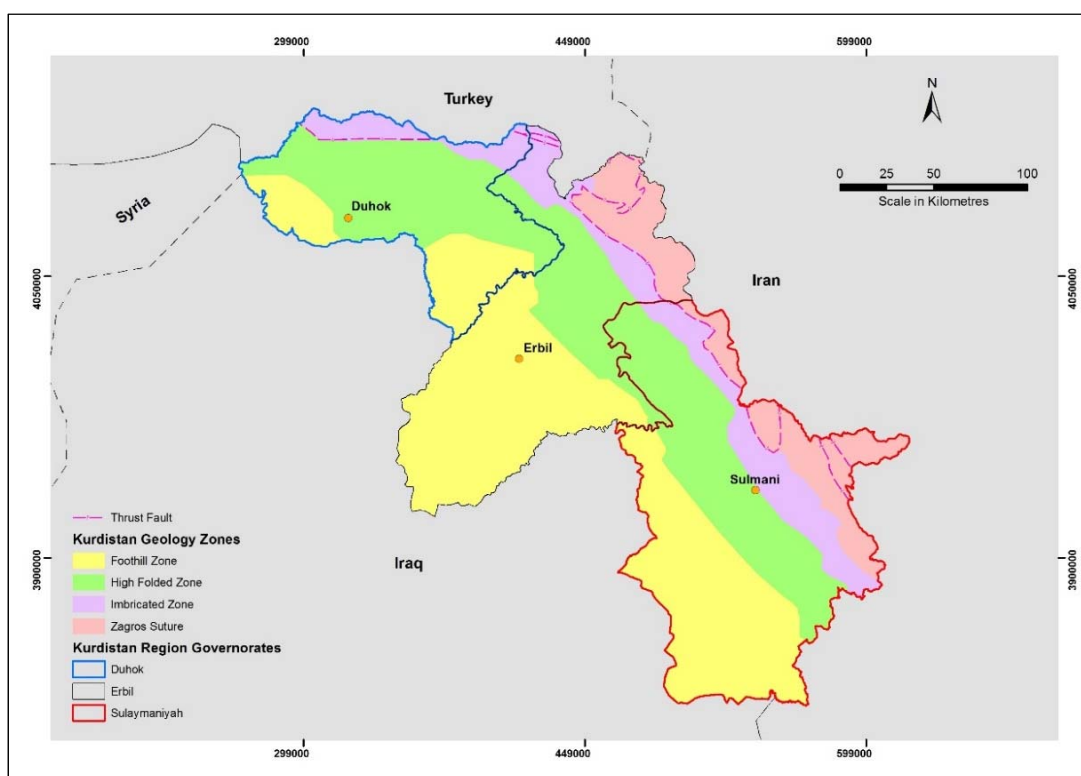 299000
449000
599000
Turkey
N
0
25
50
100
Scale in Kilometres
Syria
Duhok
4050000
Iran
4050000
Erbil
Sulmani
Thrust Fault
Kurdistan Geology Zones
Foothill Zone
Iraq
3900000
3900000
High Folded Zone
Imbricated Zone
Zagros Suture
Kurdistan Region Governorates
Duhok
Erbil
Sulaymaniyah
299000
449000
599000